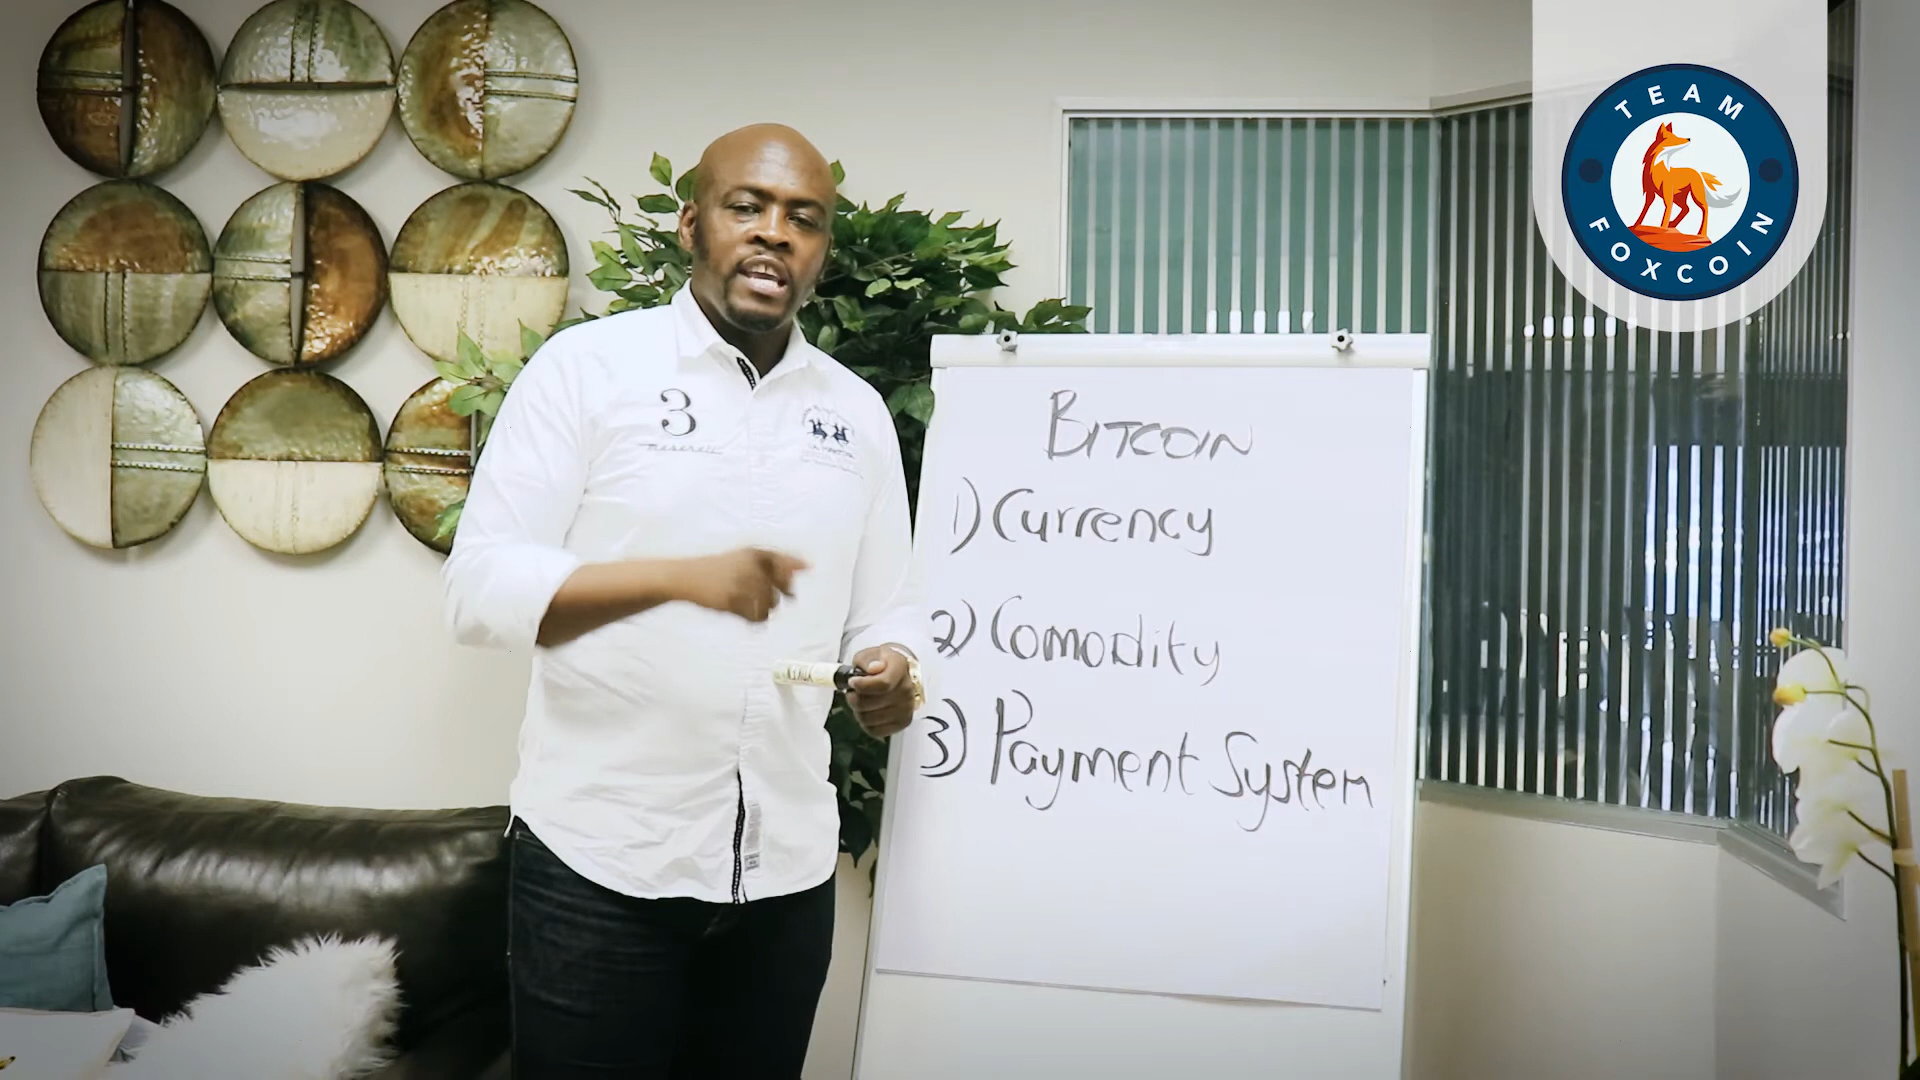 TEAM
FOXCOIN
3
BITCOIN
1) Currency
2) Comodity
3) Payment System